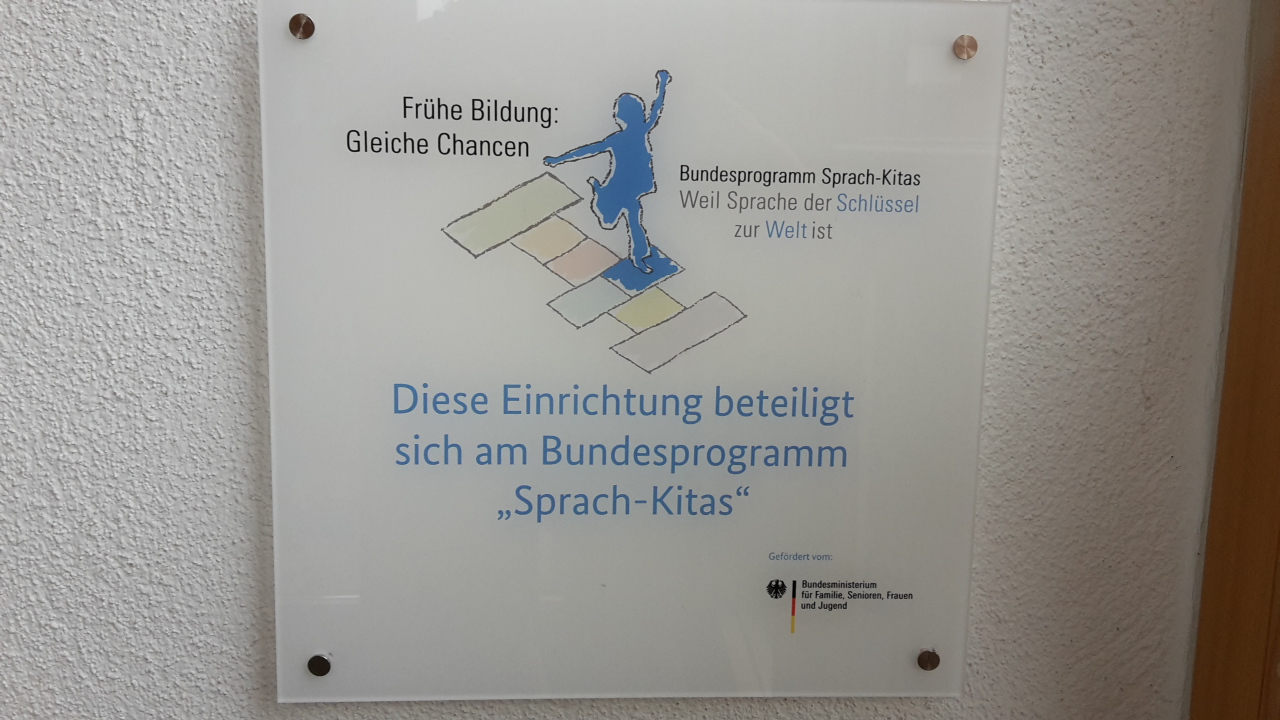 Frühe Bildung:
Gleiche Chancen
Bundesprogramm Sprach-Kitas
Weil Sprache der Schlüssel
zur Welt ist
Diese Einrichtung beteiligt
sich am Bundesprogramm
„Sprach-Kitas“
Gefördert vom:
Bundesministerium
für Familie, Senioren, Frauen
und Jugend